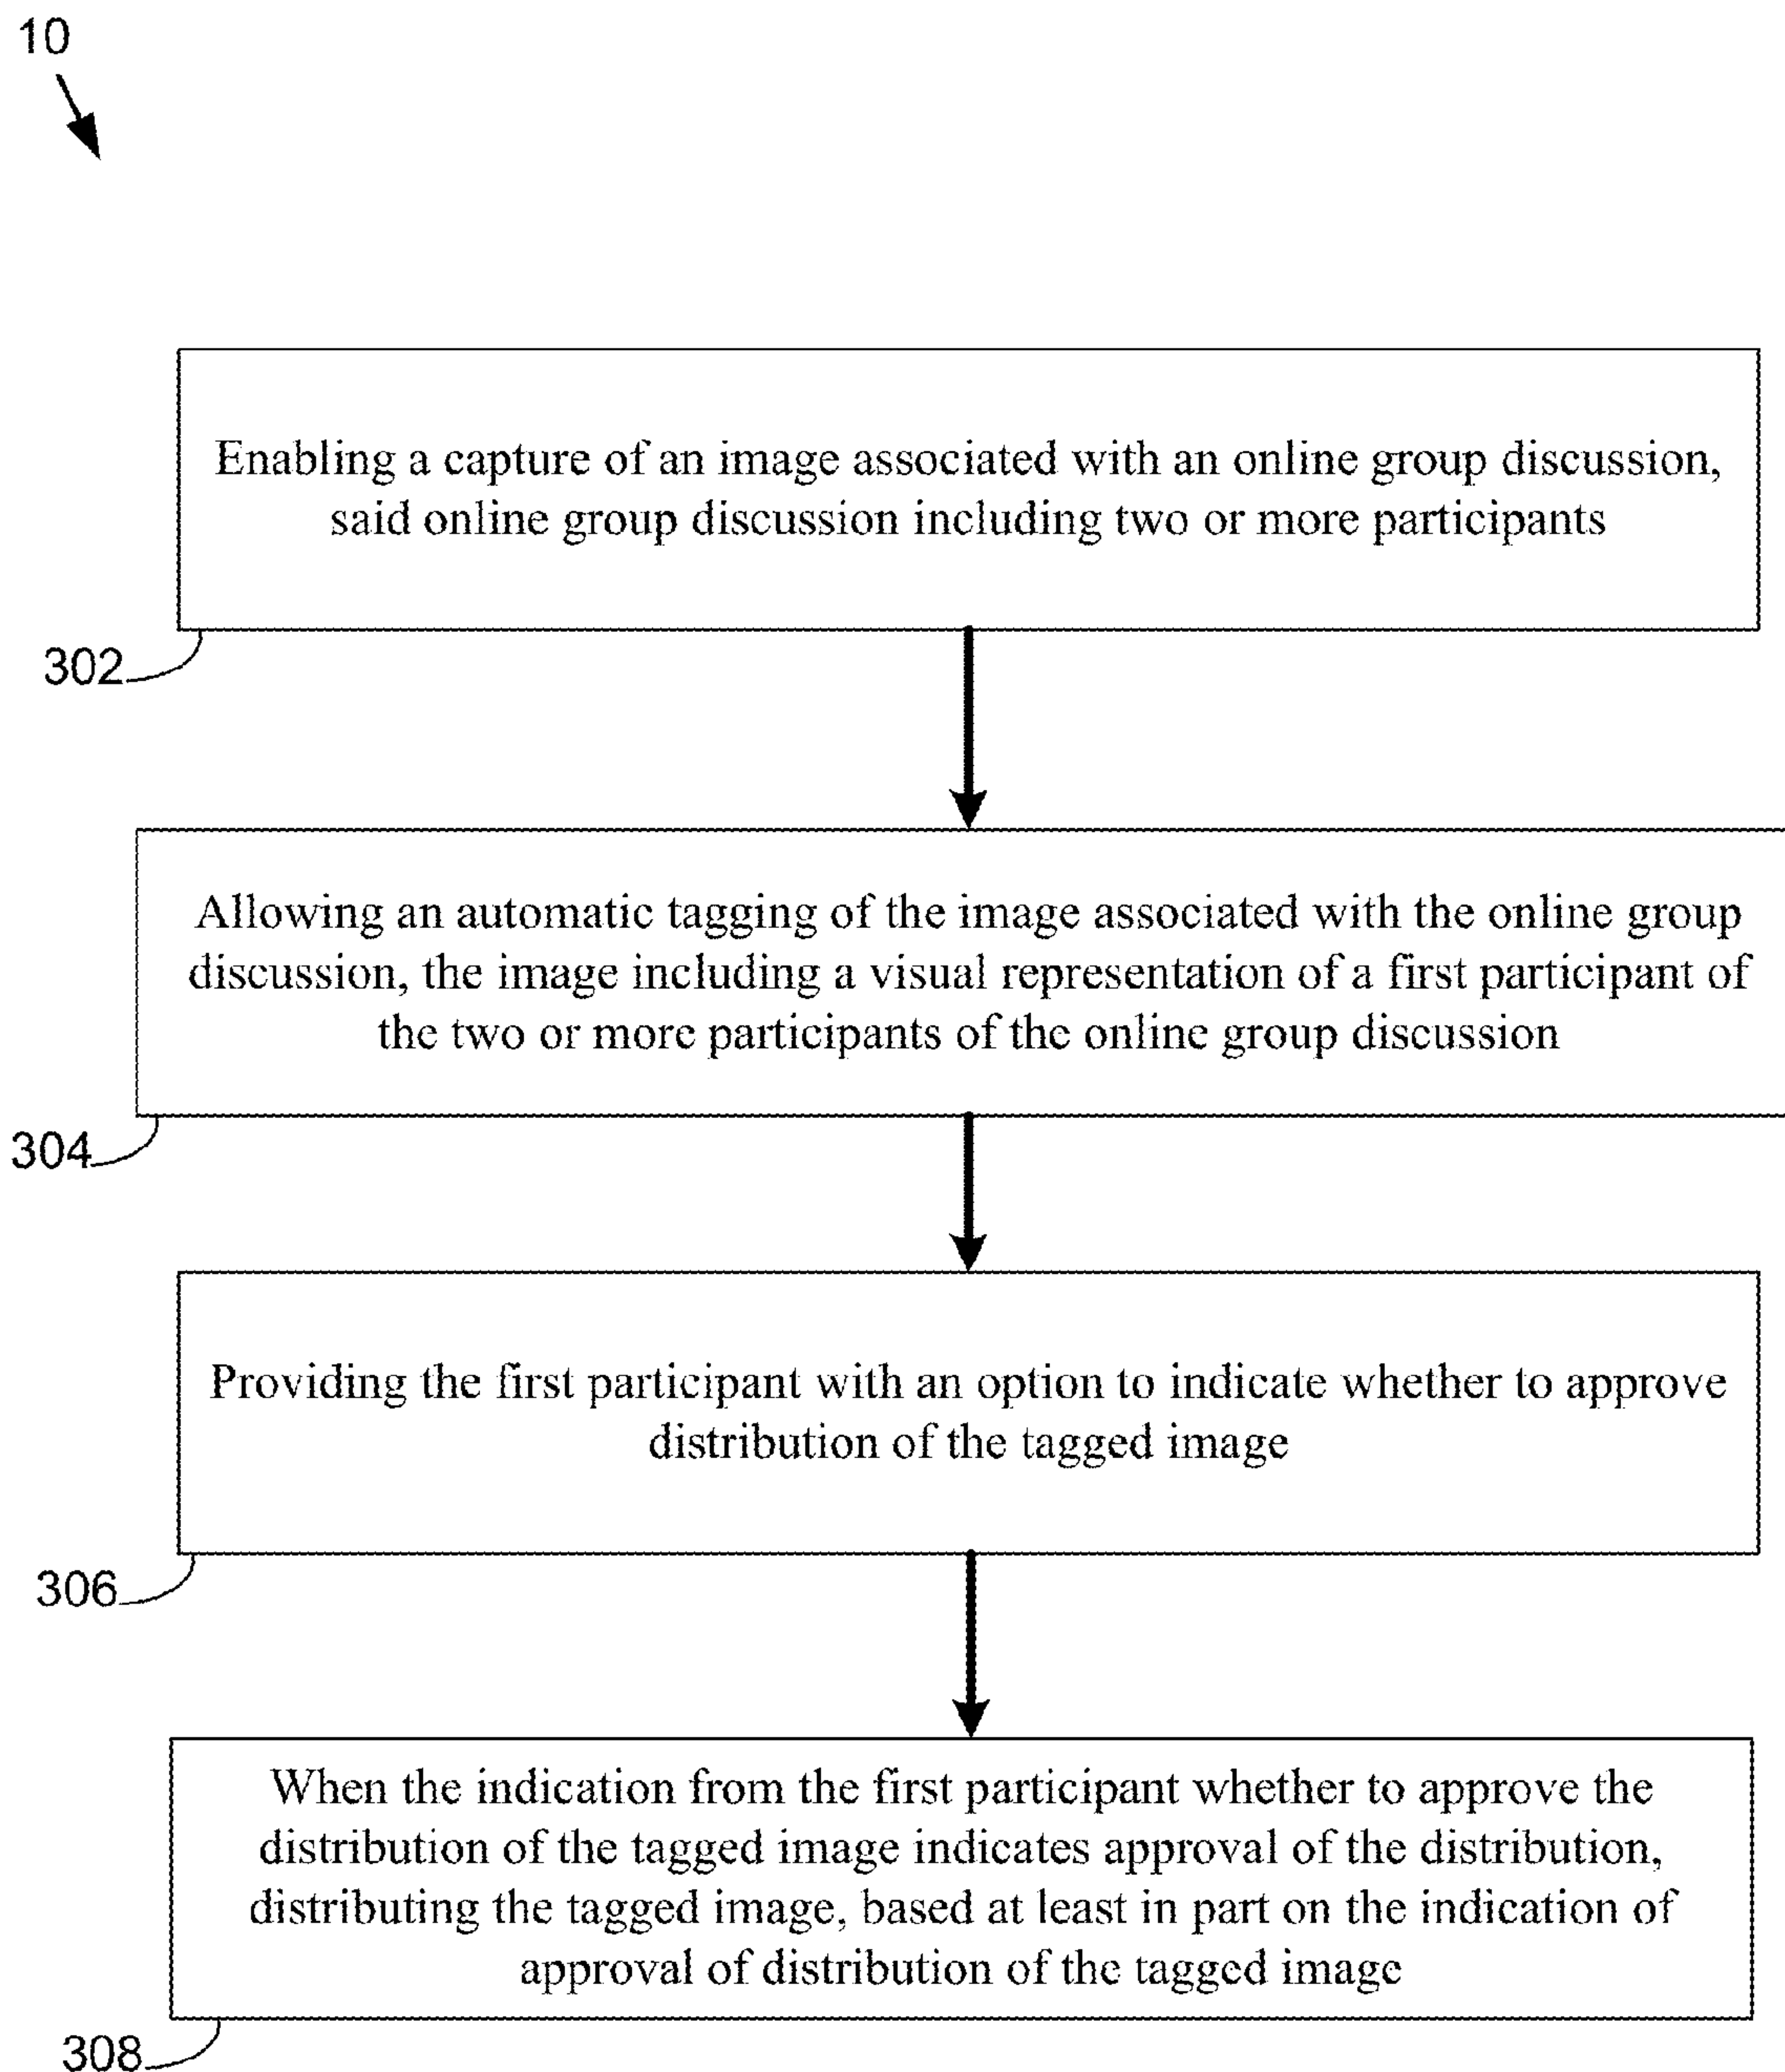 10
Enabling a capture of an image associated with an online group discussion,
said online group discussion including two or more participants
302
Allowing an automatic tagging of the image associated with the online group
discussion, the image including a visual representation of a first participant of
the two or more participants of the online group discussion
304
Providing the first participant with an option to indicate whether to approve
distribution of the tagged image
306
When the indication from the first participant whether to approve the
distribution of the tagged image indicates approval of the distribution,
distributing the tagged image, based at least in part on the indication of
approval of distribution of the tagged image
308